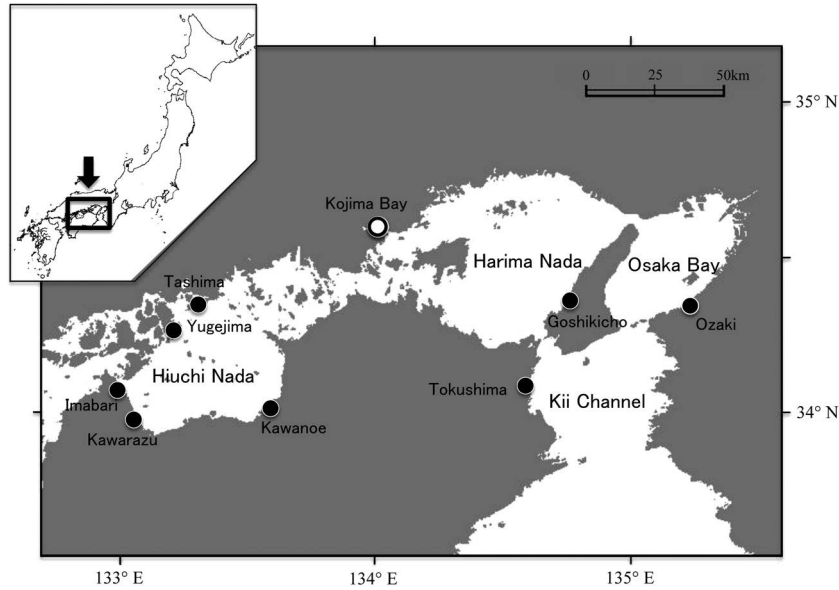 0 25 50km
35° N
Kojima Bay
Harima Nada
Osaka Bay
Tashima
Goshikicho
Ozaki
Yugejima
Hiuchi Nada
Tokushima
Kii Channel
Imabari
34° N
Kawarazu
Kawanoe
133° E 134° E 135° E